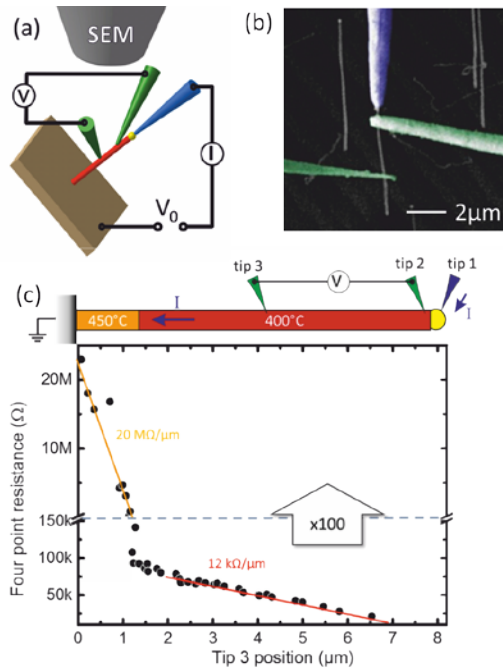 (a)
SEM
V
I
V₀
(b)
2µm
(c)
tip 3
V
tip 2
tip 1
I
450°C
I
400°C
Four point resistance (Ω)
20M
10M
150k
100k
50k
20 MΩ/µm
x100
12 kΩ/µm
0 1 2 3 4 5 6 7 8
Tip 3 position (µm)